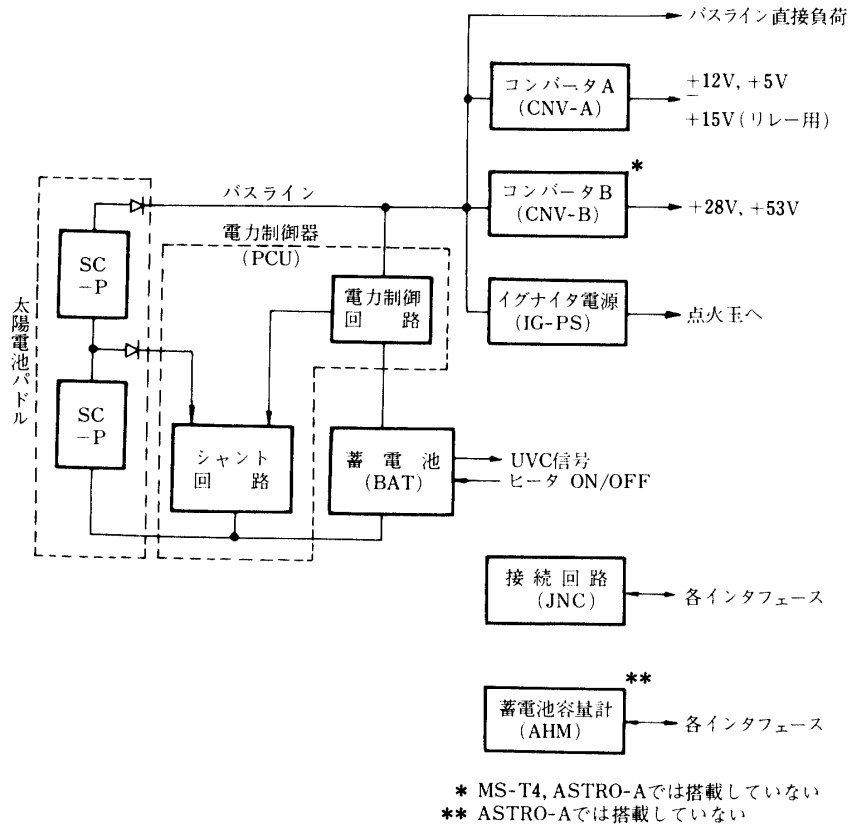 バスライン直接負荷
コンバータA
(CNV-A)
+12V, +5V
+15V(リレー用)
*
コンバータB
(CNV-B)
+28V, +53V
バスライン
電力制御器
(PCU)
電力制御
回路
イグナイタ電源
(IG-PS)
点火玉へ
太陽電池パドル
SC
-P
SC
-P
シャント
回路
蓄電池
(BAT)
UVC信号
ヒータ ON/OFF
接続回路
(JNC)
各インタフェース
**
蓄電池容量計
(AHM)
各インタフェース
* MS-T4, ASTRO-Aでは搭載していない
** ASTRO-Aでは搭載していない